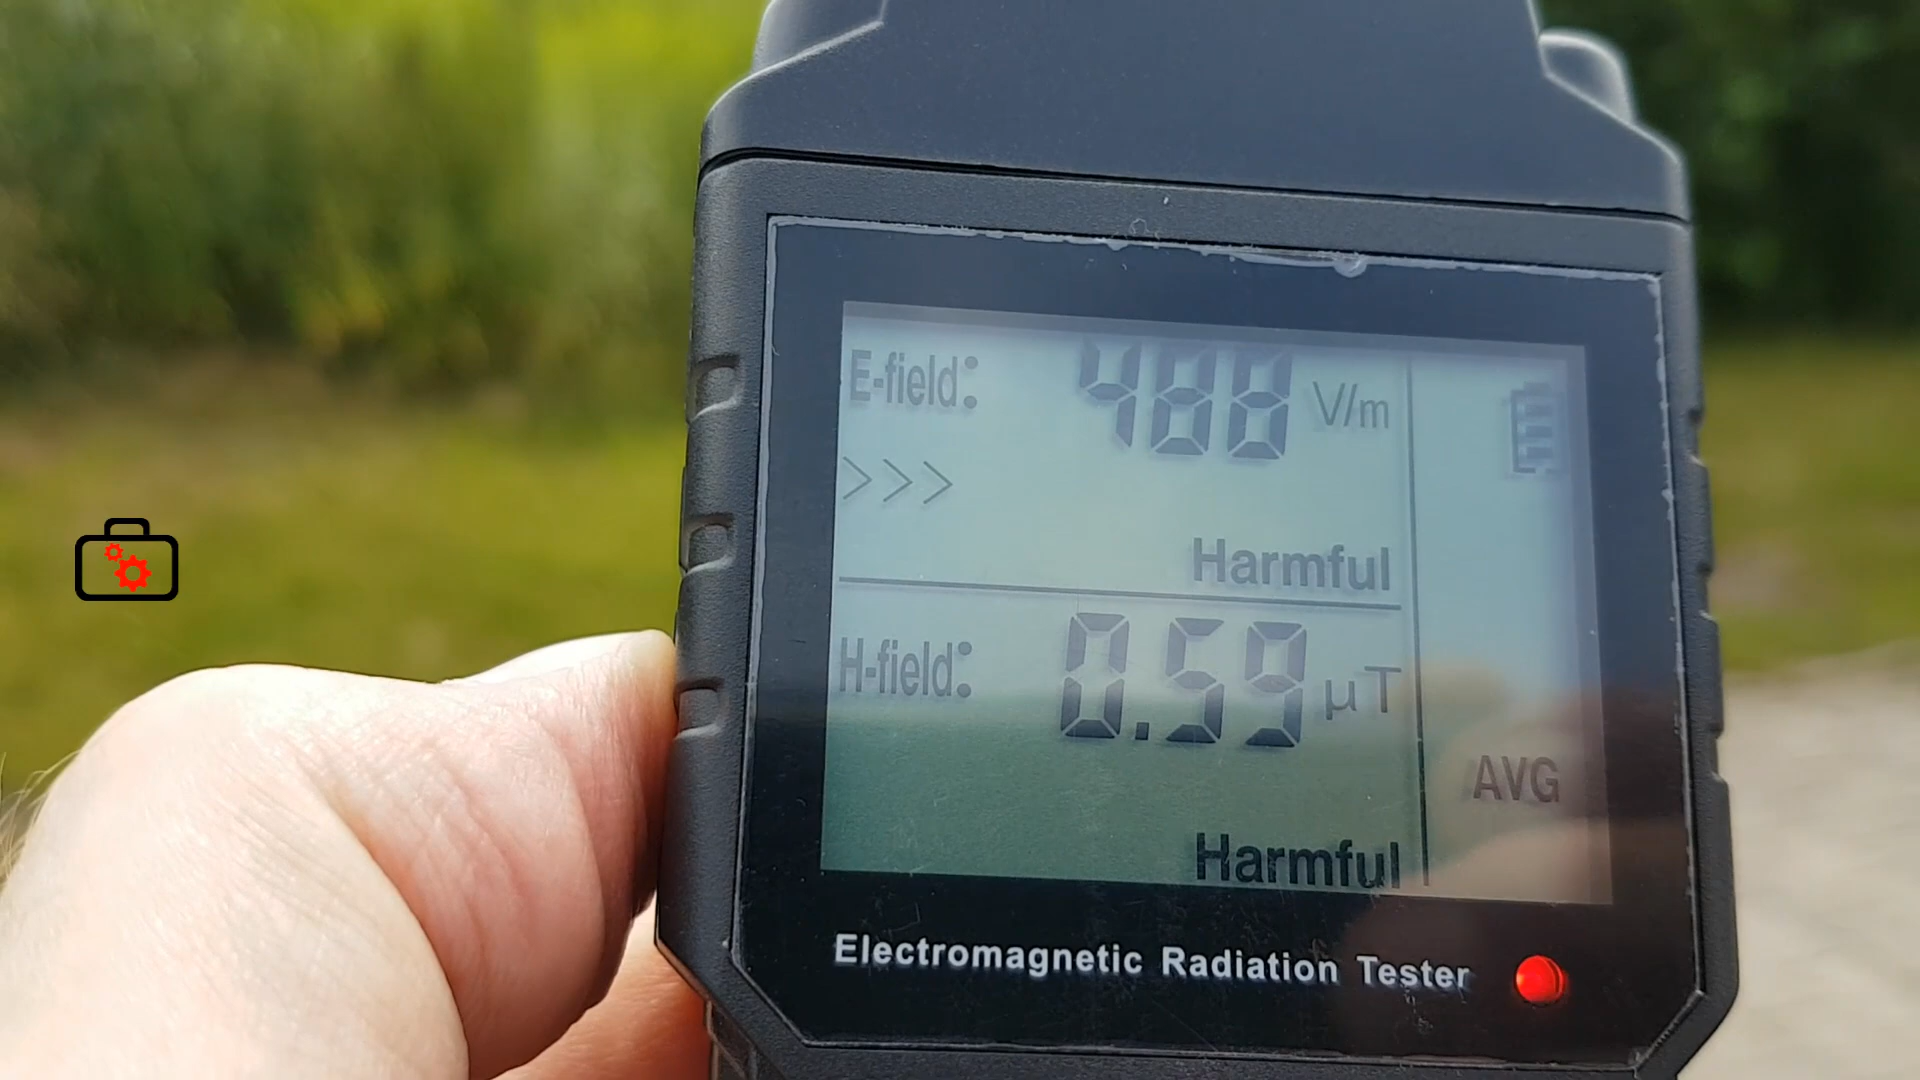 E-field: 488 V/m
>>>
Harmful
H-field: 0.59 µT
AVG
Harmful
Electromagnetic Radiation Tester